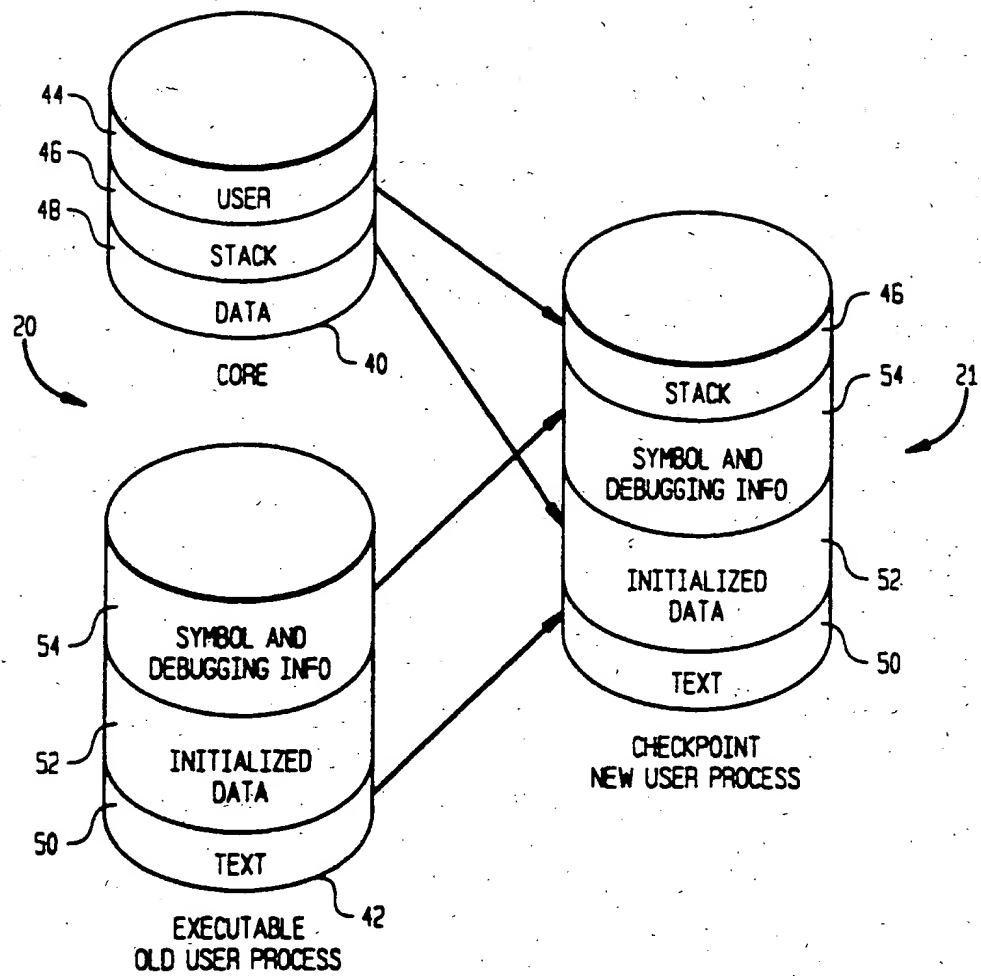 44
46
48
USER
STACK
DATA
40
CORE
20
46
54
21
STACK
SYMBOL AND
DEBUGGING INFO
INITIALIZED
DATA
52
50
TEXT
CHECKPOINT
NEW USER PROCESS
54
SYMBOL AND
DEBUGGING INFO
52
INITIALIZED
DATA
50
TEXT
42
EXECUTABLE
OLD USER PROCESS